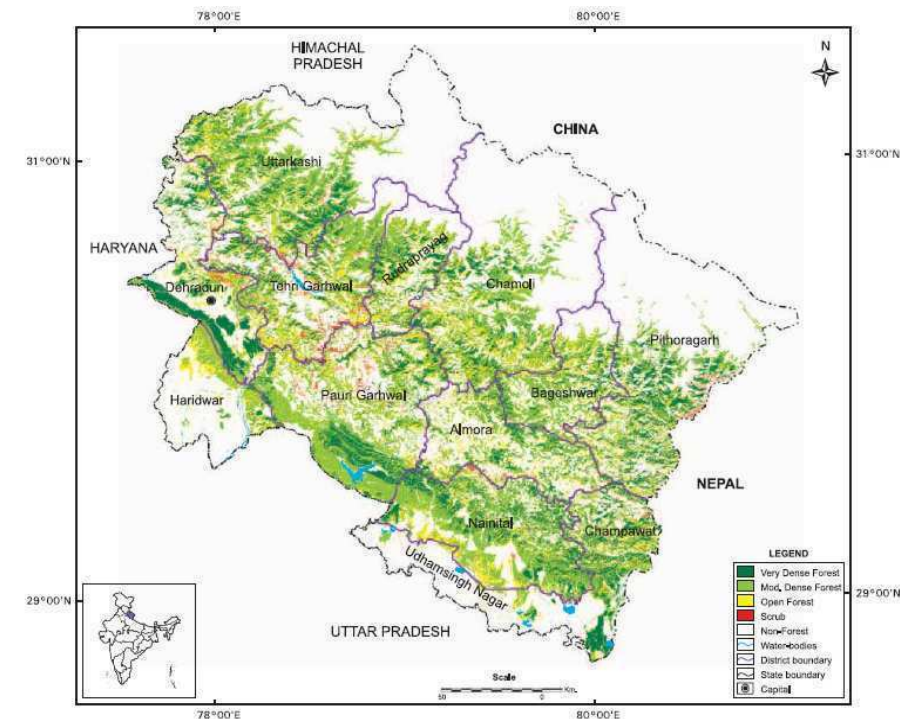 78°00'E
80°00'E
HIMACHAL
PRADESH
N
CHINA
31°00'N
31°00'N
Uttarkashi
HARYANA
Rudraprayag
Dehradun
Tehri Garhwal
Chamoli
Pithoragarh
Haridwar
Pauri Garhwal
Bageshwar
Almora
NEPAL
Nainital
Champawat
Udhamsingh Nagar
LEGEND
Very Dense Forest
Mod. Dense Forest
Open Forest
Scrub
Non-Forest
Water-bodies
District boundary
State boundary
Capital
29°00'N
29°00'N
UTTAR PRADESH
Scale
50 0 Km.
78°00'E
80°00'E